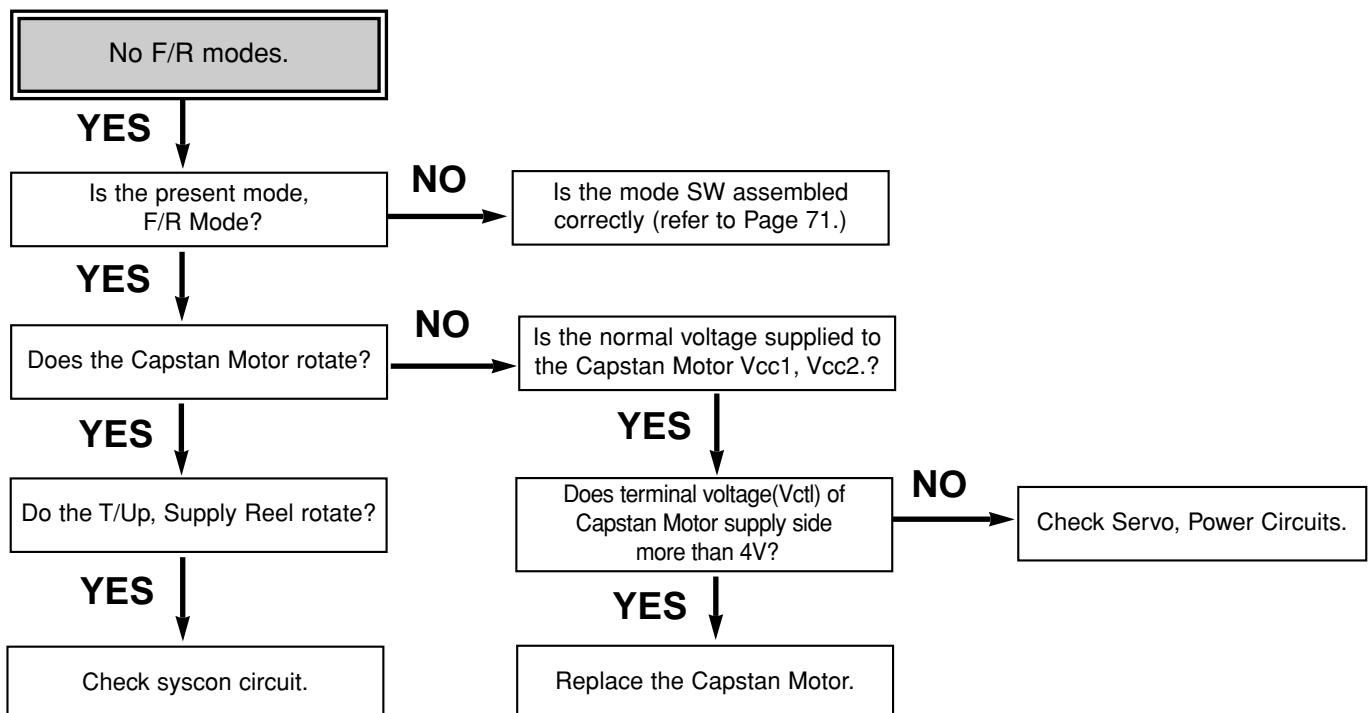 No F/R modes.
YES
Is the present mode,
F/R Mode?
NO
Is the mode SW assembled
correctly (refer to Page 71.)
YES
Does the Capstan Motor rotate?
NO
Is the normal voltage supplied to
the Capstan Motor Vcc1, Vcc2.?
YES
YES
Do the T/Up, Supply Reel rotate?
Does terminal voltage(Vctl) of
Capstan Motor supply side
more than 4V?
NO
Check Servo, Power Circuits.
YES
YES
Check syscon circuit.
Replace the Capstan Motor.